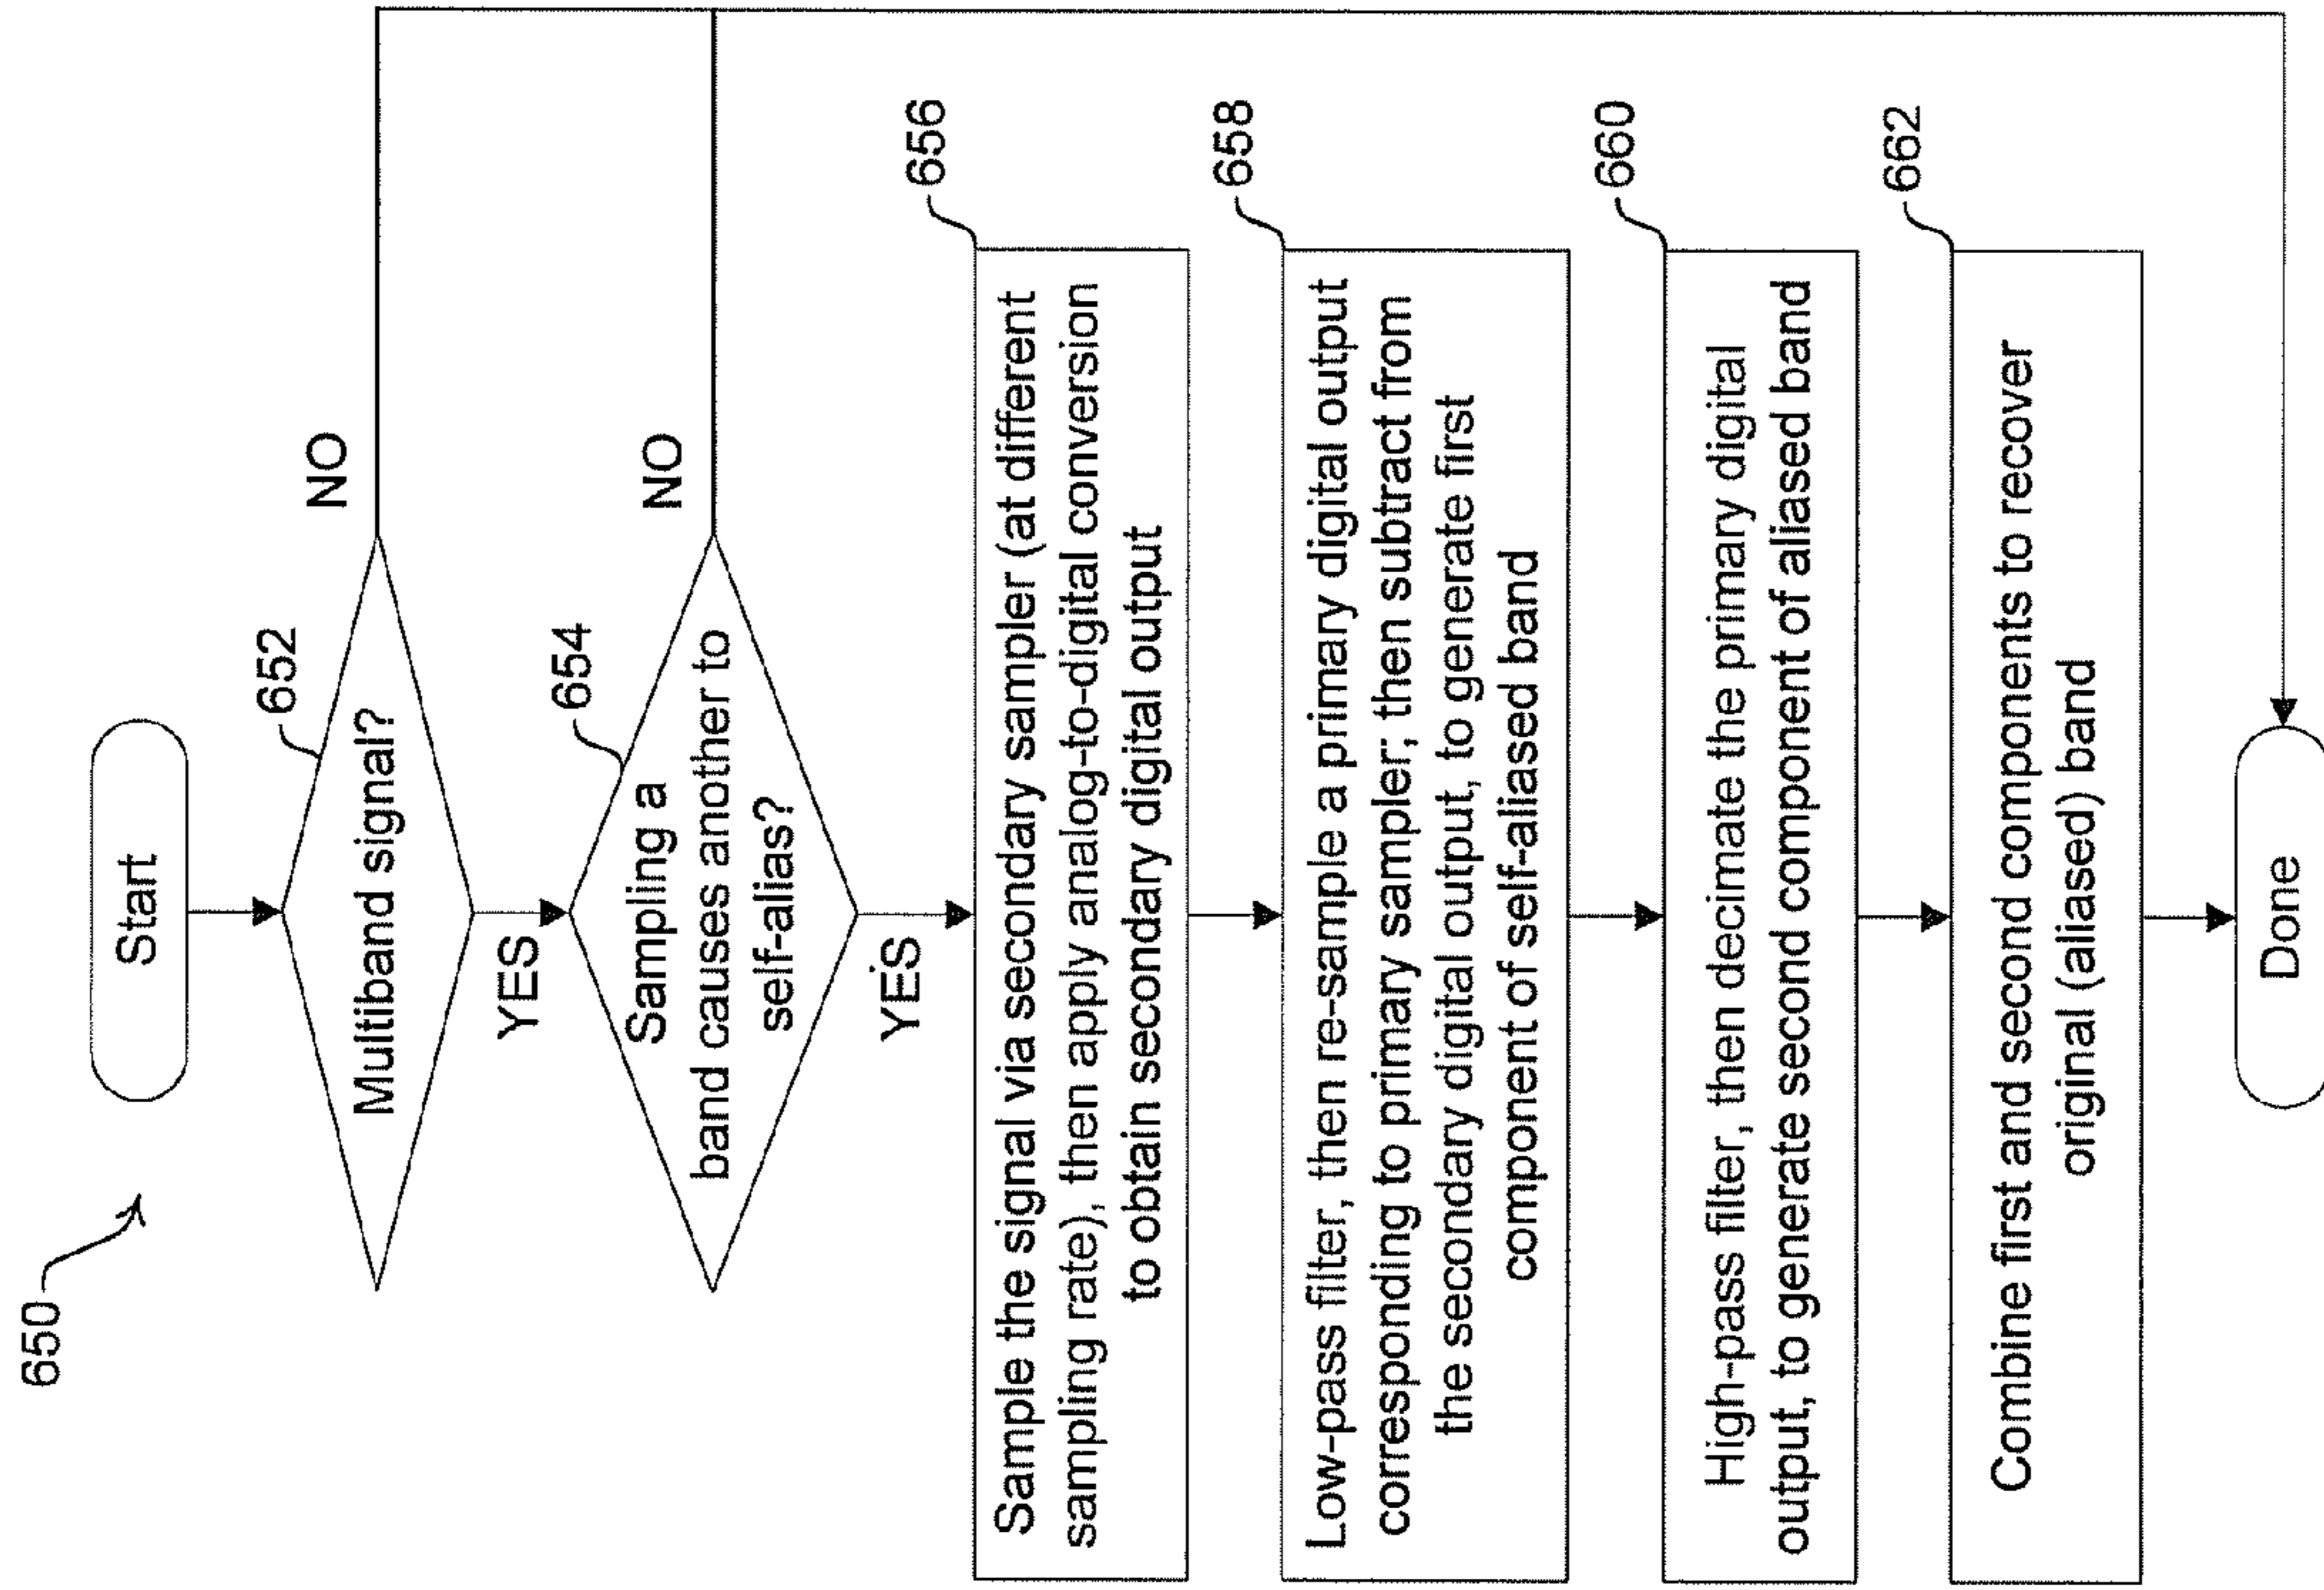 650
Start
652
Multiband signal?
NO
YES
654
Sampling a
band causes another to
self-alias?
NO
YES
656
Sample the signal via secondary sampler (at different
sampling rate), then apply analog-to-digital conversion
to obtain secondary digital output
658
Low-pass filter, then re-sample a primary digital output
corresponding to primary sampler; then subtract from
the secondary digital output, to generate first
component of self-aliased band
660
High-pass filter, then decimate the primary digital
output, to generate second component of aliased band
662
Combine first and second components to recover
original (aliased) band
Done